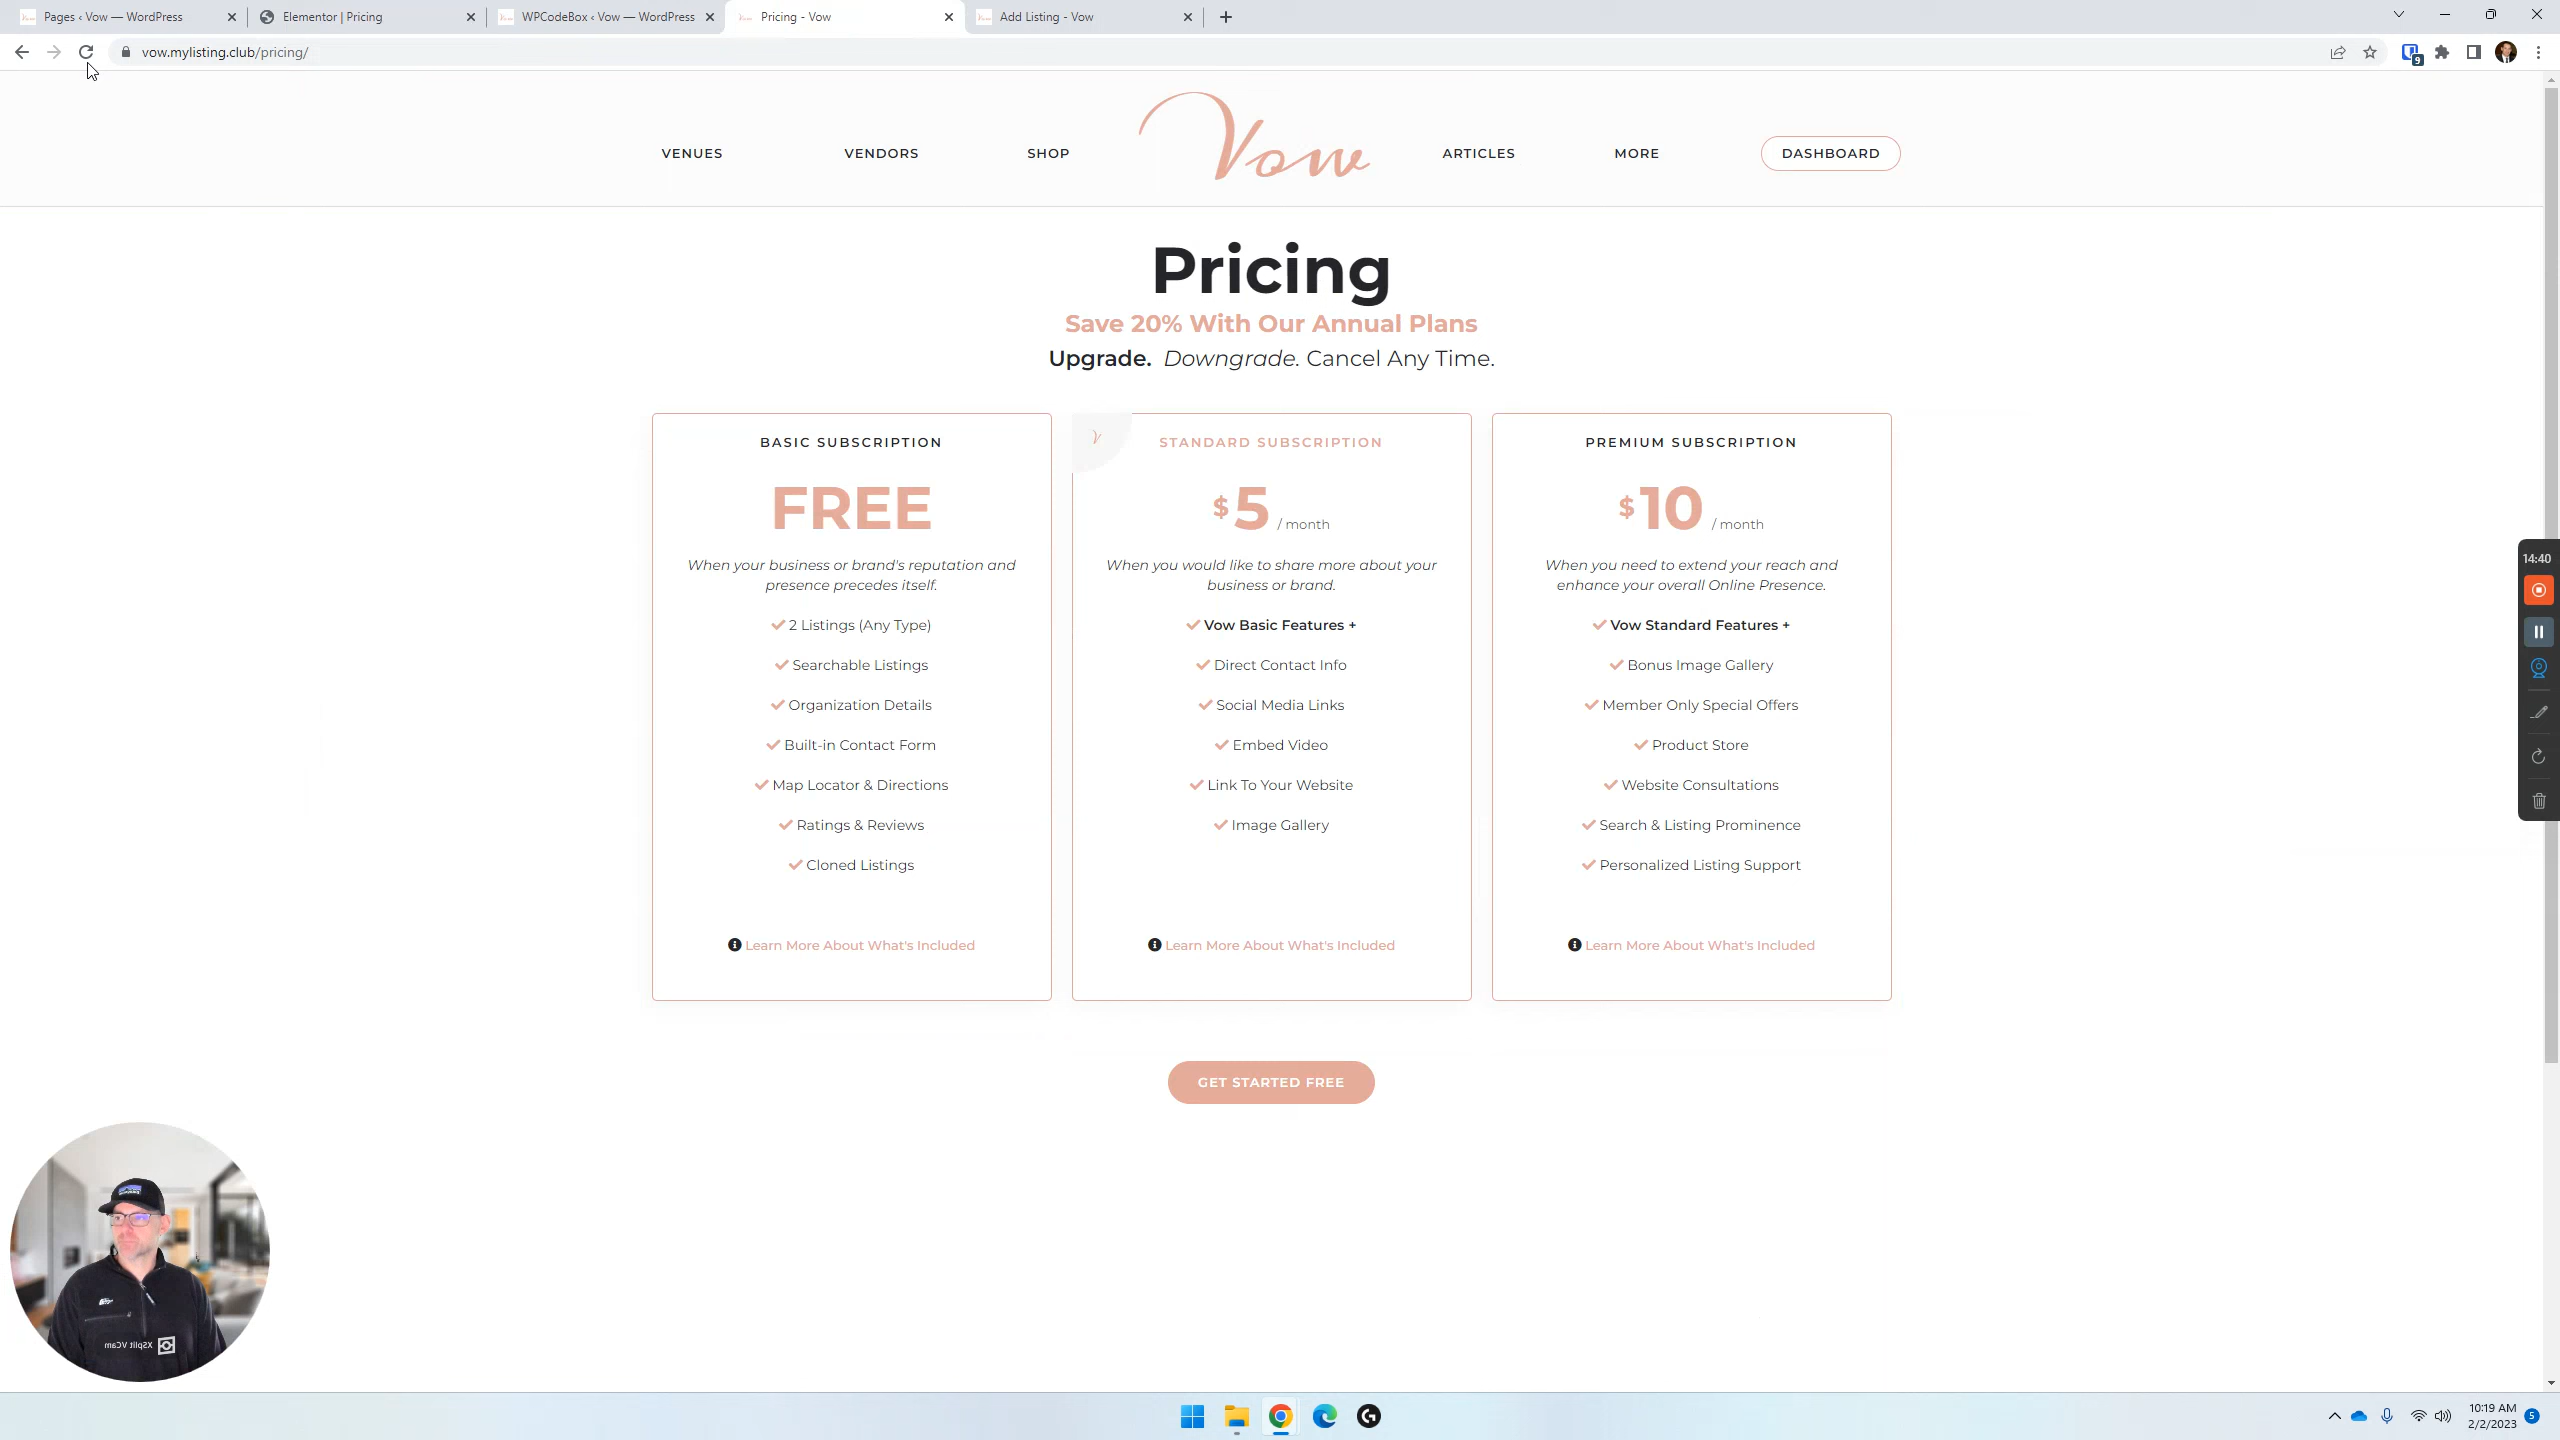 Pages ‹ Vow — WordPress
Elementor | Pricing
WPCodeBox ‹ Vow — WordPress
Pricing - Vow
Add Listing - Vow
vow.mylisting.club/pricing/
9
VENUES
VENDORS
SHOP
Vow
ARTICLES
MORE
DASHBOARD
Pricing
Save 20% With Our Annual Plans
Upgrade. Downgrade. Cancel Any Time.
BASIC SUBSCRIPTION
FREE
When your business or brand's reputation and
presence precedes itself.
2 Listings (Any Type)
Searchable Listings
Organization Details
Built-in Contact Form
Map Locator & Directions
Ratings & Reviews
Cloned Listings
Learn More About What's Included
V
STANDARD SUBSCRIPTION
$5 / month
When you would like to share more about your
business or brand.
Vow Basic Features +
Direct Contact Info
Social Media Links
Embed Video
Link To Your Website
Image Gallery
Learn More About What's Included
PREMIUM SUBSCRIPTION
$10 / month
When you need to extend your reach and
enhance your overall Online Presence.
Vow Standard Features +
Bonus Image Gallery
Member Only Special Offers
Product Store
Website Consultations
Search & Listing Prominence
Personalized Listing Support
Learn More About What's Included
GET STARTED FREE
14:40
XSplit VCam
10:19 AM
2/2/2023
5